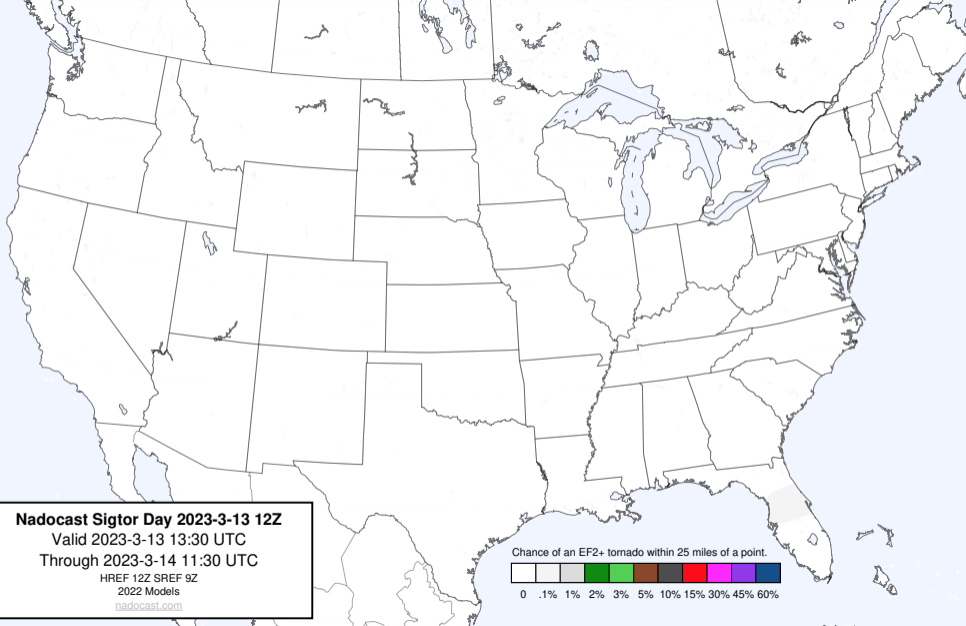 Nadocast Sigtor Day 2023-3-13 12Z
Valid 2023-3-13 13:30 UTC
Through 2023-3-14 11:30 UTC
HREF 12Z SREF 9Z
2022 Models
nadocast.com
Chance of an EF2+ tornado within 25 miles of a point.
0 .1% 1% 2% 3% 5% 10% 15% 30% 45% 60%